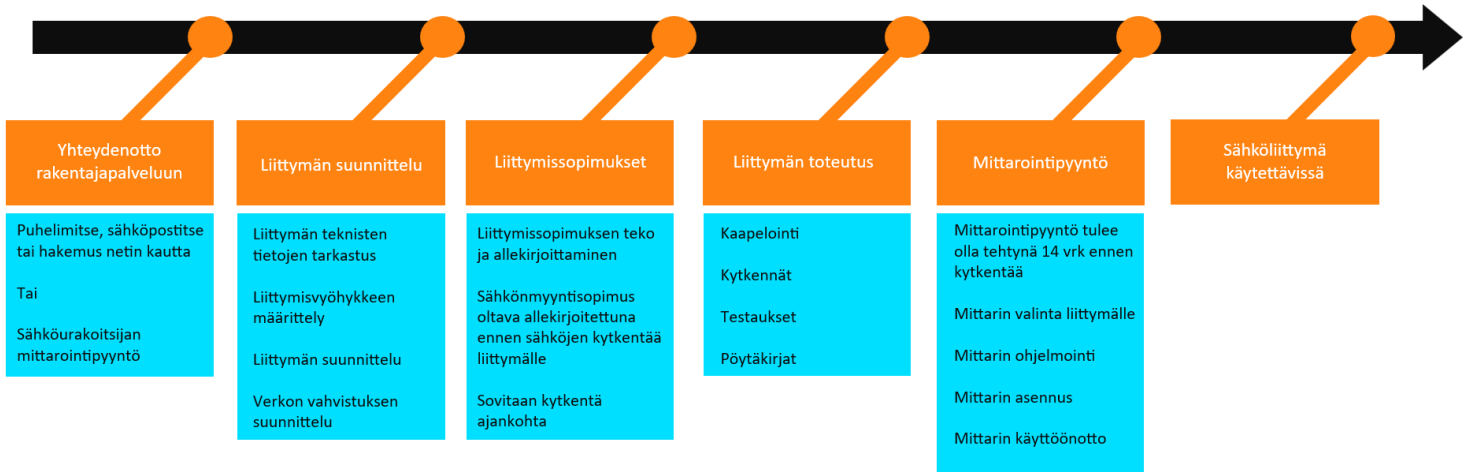 Yhteydenotto
rakentajapalveluun
Puhelimitse, sähköpostitse
tai hakemus netin kautta
Tai
Sähköurakoitsijan
mittarointipyyntö
Liittymän suunnittelu
Liittymän teknisten
tietojen tarkastus
Liittymisvyöhykkeen
määrittely
Liittymän suunnittelu
Verkon vahvistuksen
suunnittelu
Liittymissopimukset
Liittymissopimuksen teko
ja allekirjoittaminen
Sähkönmyyntisopimus
oltava allekirjoitettuna
ennen sähköjen kytkentää
liittymälle
Sovitaan kytkentä
ajankohta
Liittymän toteutus
Kaapelointi
Kytkennät
Testaukset
Pöytäkirjat
Mittarointipyyntö
Mittarointipyyntö tulee
olla tehtynä 14 vrk ennen
kytkentää
Mittarin valinta liittymälle
Mittarin ohjelmointi
Mittarin asennus
Mittarin käyttöönotto
Sähköliittymä
käytettävissä